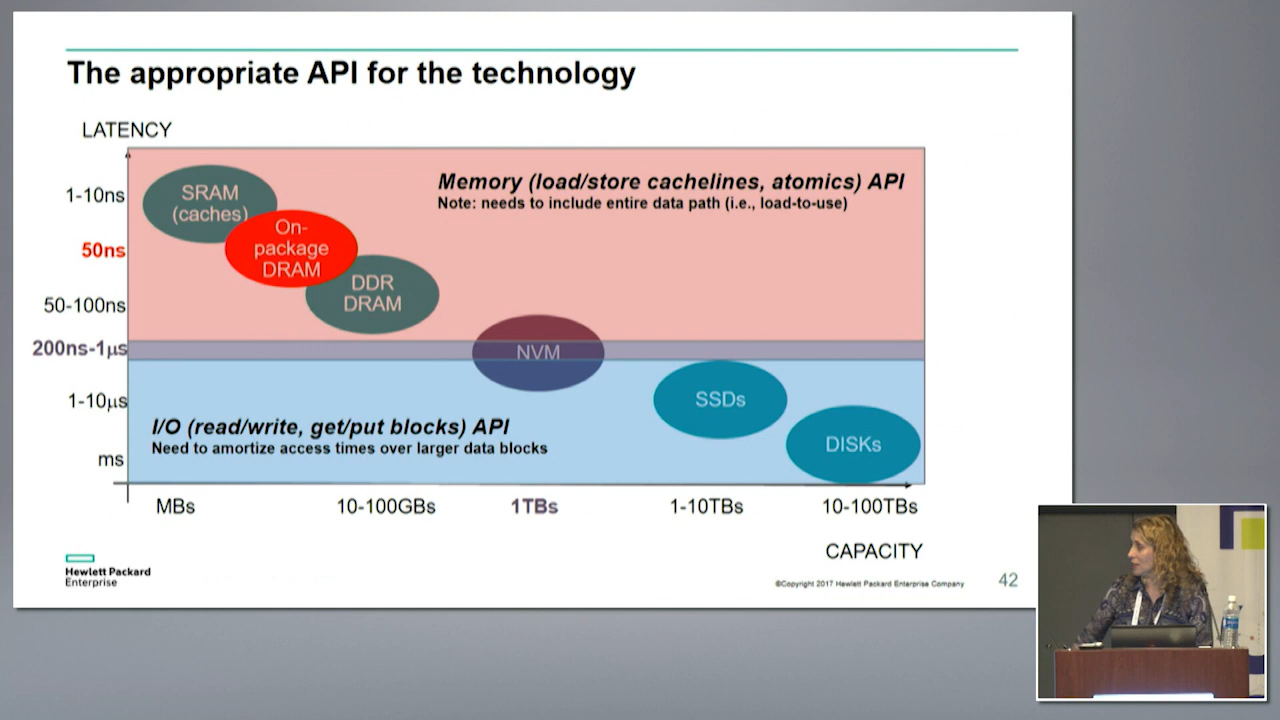 The appropriate API for the technology
LATENCY
1-10ns
50ns
50-100ns
200ns-1µs
1-10µs
ms
SRAM
(caches)
On-
package
DRAM
DDR
DRAM
NVM
SSDs
DISKs
Memory (load/store cachelines, atomics) API
Note: needs to include entire data path (i.e., load-to-use)
I/O (read/write, get/put blocks) API
Need to amortize access times over larger data blocks
MBs
10-100GBs
1TBs
1-10TBs
10-100TBs
CAPACITY
Hewlett Packard
Enterprise
©Copyright 2017 Hewlett Packard Enterprise Company
42